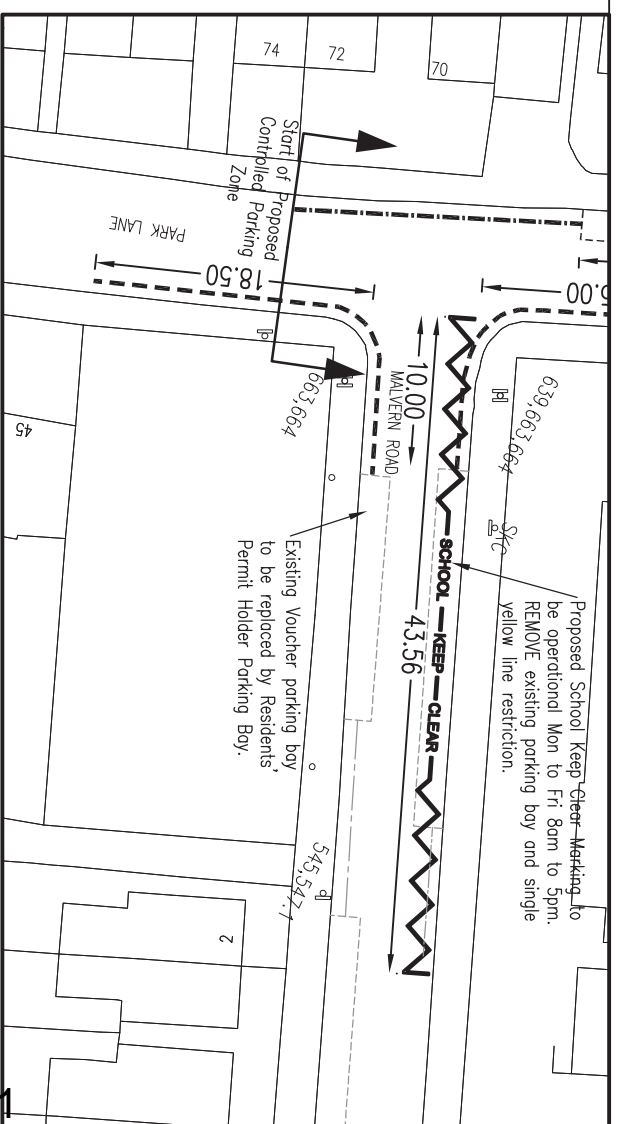 74
72
70
Start of Proposed
Controlled Parking
Zone
PARK LANE
18.50
5.00
10.00
MALVERN ROAD
663,664
639,663,664
SKC
45
SCHOOL KEEP CLEAR
43.56
Proposed School Keep Clear Marking to
be operational Mon to Fri 8am to 5pm.
REMOVE existing parking bay and single
yellow line restriction.
Existing Voucher parking bay
to be replaced by Residents'
Permit Holder Parking Bay.
545,547.1
2
1